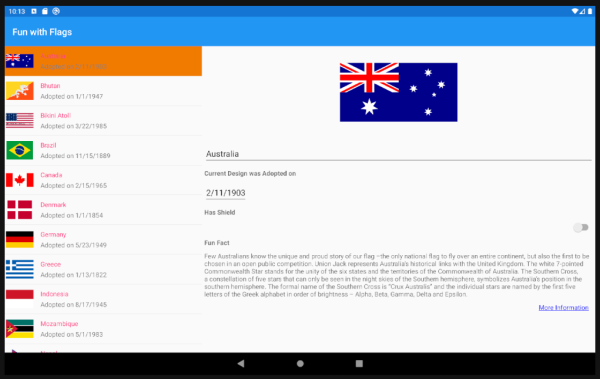 10:13
Fun with Flags
Australia
Bhutan
Adopted on 1/1/1947
Bikini Atoll
Adopted on 3/22/1985
Brazil
Adopted on 11/15/1889
Canada
Adopted on 2/15/1965
Denmark
Adopted on 1/1/1854
Germany
Adopted on 5/23/1949
Greece
Adopted on 1/13/1822
Indonesia
Adopted on 8/17/1945
Mozambique
Adopted on 5/1/1983
Australia
Current Design was Adopted on
2/11/1903
Has Shield
Fun Fact
Few Australians know the unique and proud story of our flag –the only national flag to fly over an entire continent, but also the first to be
chosen in an open public competition. Union Jack represents Australia's historical links with the United Kingdom. The white 7-pointed
Commonwealth Star stands for the unity of the six states and the territories of the Commonwealth of Australia. The Southern Cross,
a constellation of five stars that can only be seen in the night skies of the Southern hemisphere, symbolizes Australia's position in the
southern hemisphere. The formal name of the Southern Cross is "Crux Australis" and the individual stars are named by the first five
letters of the Greek alphabet in order of brightness – Alpha, Beta, Gamma, Delta and Epsilon.
More Information